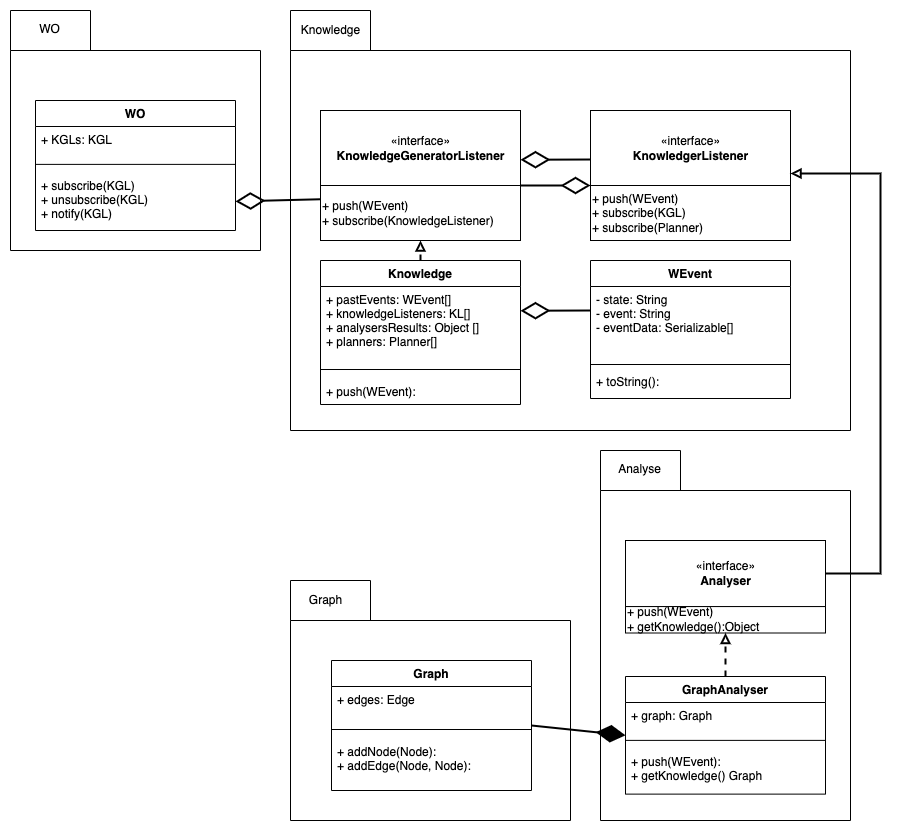 WO
WO
+ KGLs: KGL
+ subscribe(KGL)
+ unsubscribe(KGL)
+ notify(KGL)
Knowledge
«interface»
KnowledgeGeneratorListener
+ push(WEvent)
+ subscribe(KnowledgeListener)
«interface»
KnowledgerListener
+ push(WEvent)
+ subscribe(KGL)
+ subscribe(Planner)
Knowledge
+ pastEvents: WEvent[]
+ knowledgeListeners: KL[]
+ analysersResults: Object []
+ planners: Planner[]
+ push(WEvent):
WEvent
- state: String
- event: String
- eventData: Serializable[]
+ toString():
Analyse
«interface»
Analyser
+ push(WEvent)
+ getKnowledge():Object
GraphAnalyser
+ graph: Graph
+ push(WEvent):
+ getKnowledge() Graph
Graph
Graph
+ edges: Edge
+ addNode(Node):
+ addEdge(Node, Node):